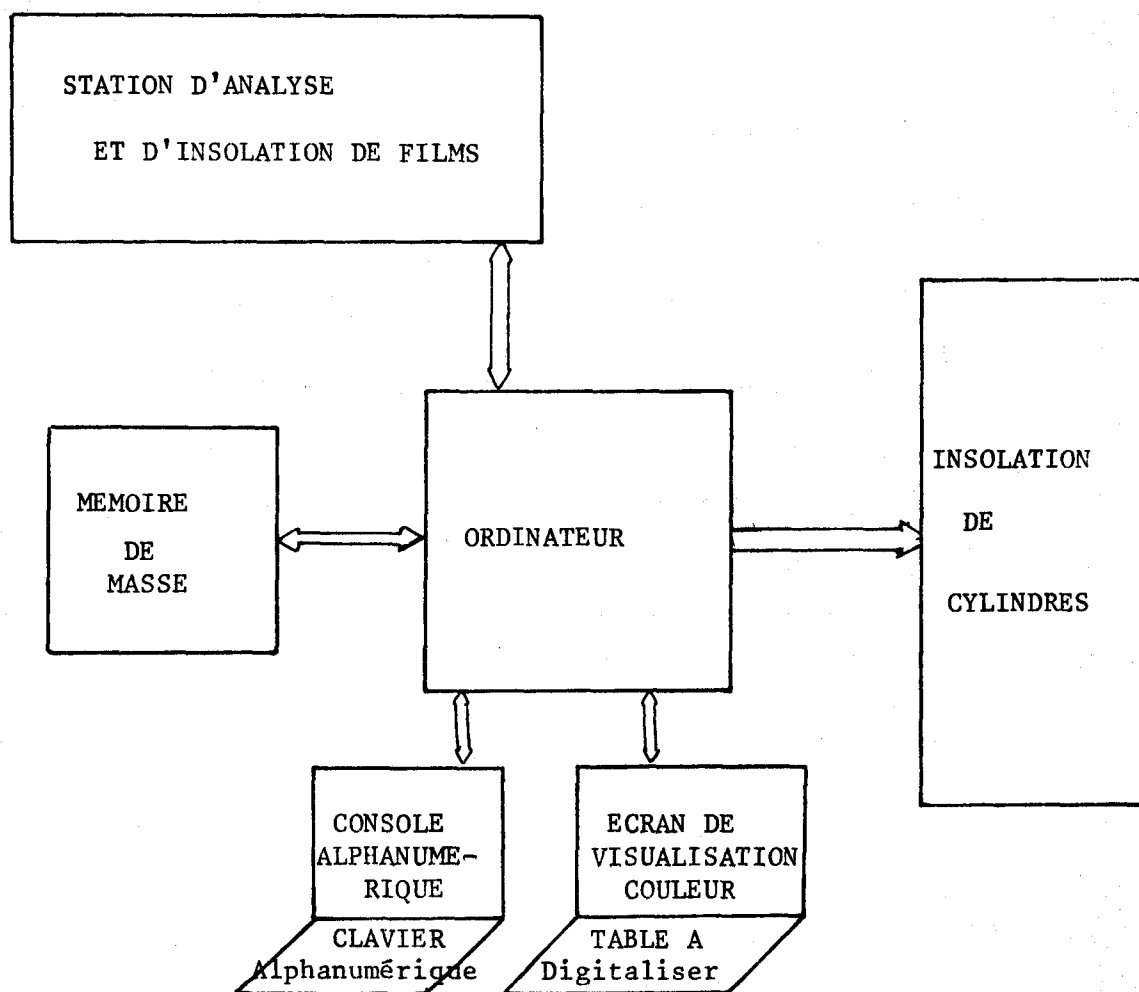 STATION D'ANALYSE
ET D'INSOLATION DE FILMS
MEMOIRE
DE
MASSE
ORDINATEUR
INSOLATION
DE
CYLINDRES
CONSOLE
ALPHANUME-
RIQUE
CLAVIER
Alphanumérique
ECRAN DE
VISUALISATION
COULEUR
TABLE A
Digitaliser